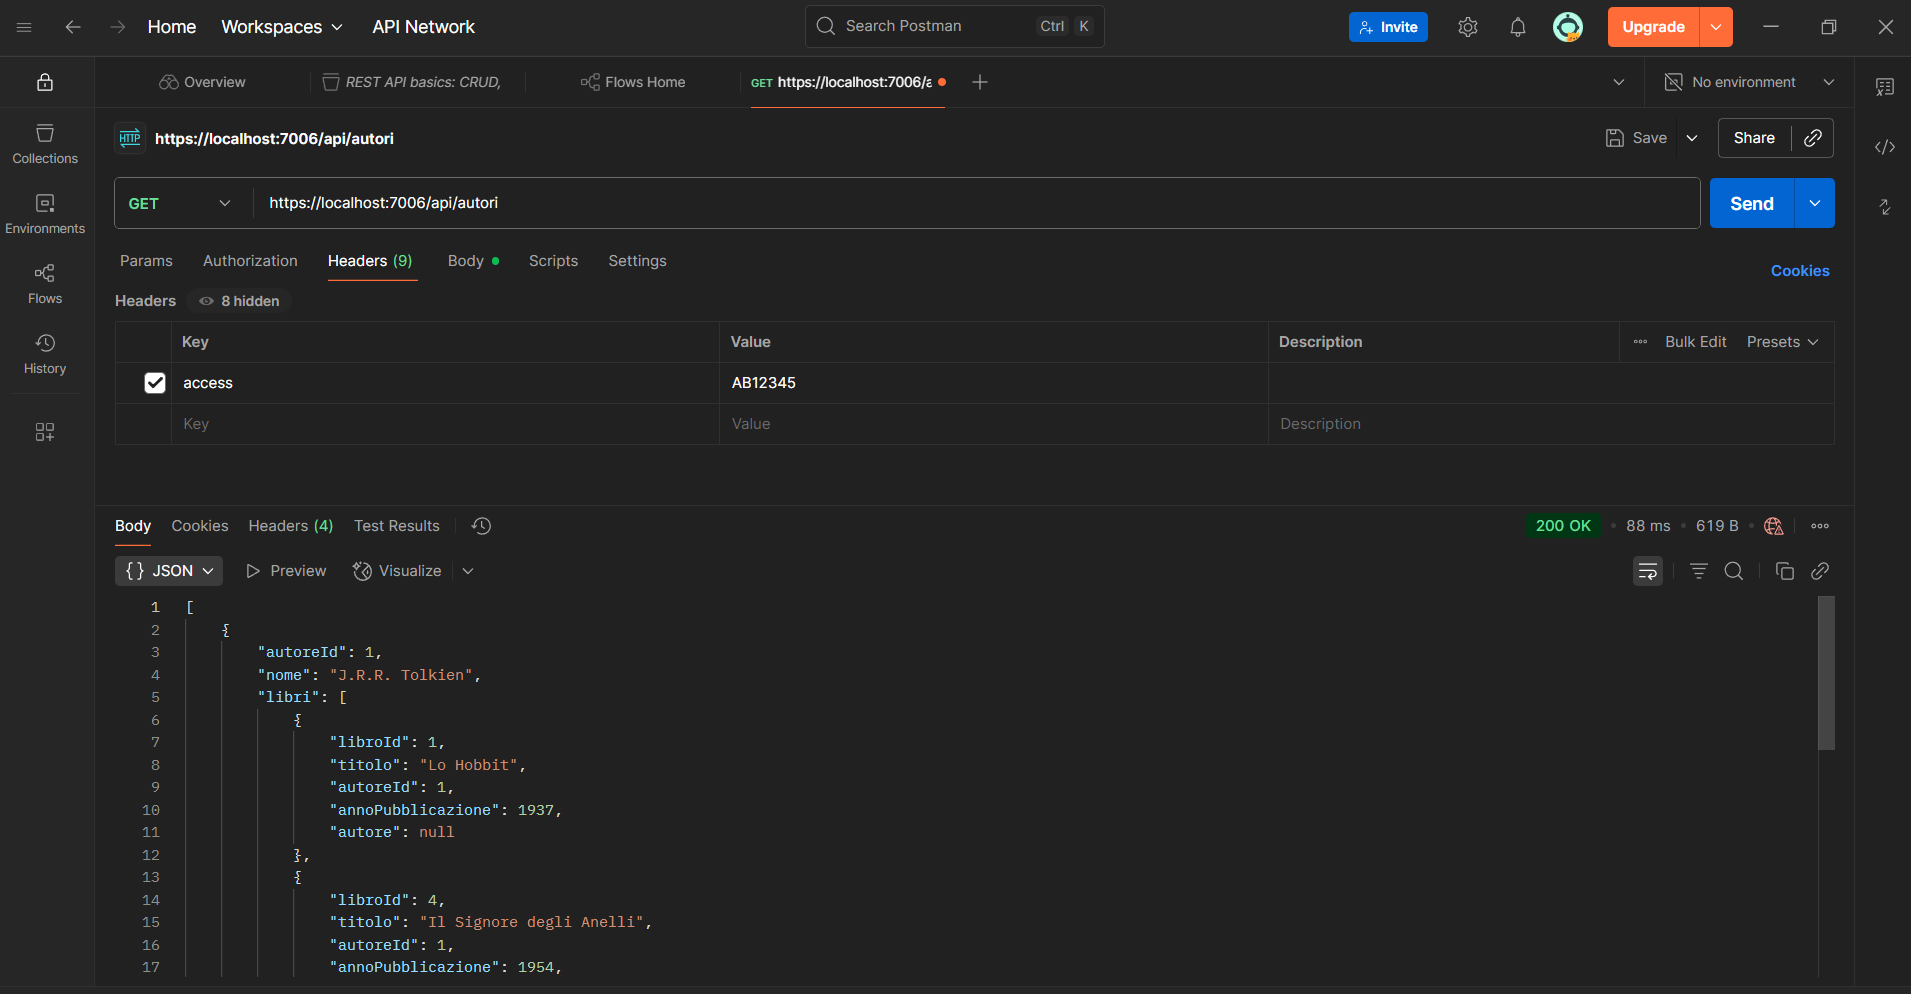 Home Workspaces API Network Search Postman Ctrl K Invite Upgrade
Overview REST API basics: CRUD, Flows Home GET https://localhost:7006/a No environment
HTTP https://localhost:7006/api/autori Save Share
Collections
GET https://localhost:7006/api/autori Send
Environments
Params Authorization Headers (9) Body Scripts Settings Cookies
Flows
Headers 8 hidden
Key Value Description Bulk Edit Presets
History
access AB12345
Key Value Description
Body Cookies Headers (4) Test Results 200 OK 88 ms 619 B
{} JSON Preview Visualize
1 [
2 {
3 "autoreId": 1,
4 "nome": "J.R.R. Tolkien",
5 "libri": [
6 {
7 "libroId": 1,
8 "titolo": "Lo Hobbit",
9 "autoreId": 1,
10 "annoPubblicazione": 1937,
11 "autore": null
12 },
13 {
14 "libroId": 4,
15 "titolo": "Il Signore degli Anelli",
16 "autoreId": 1,
17 "annoPubblicazione": 1954,